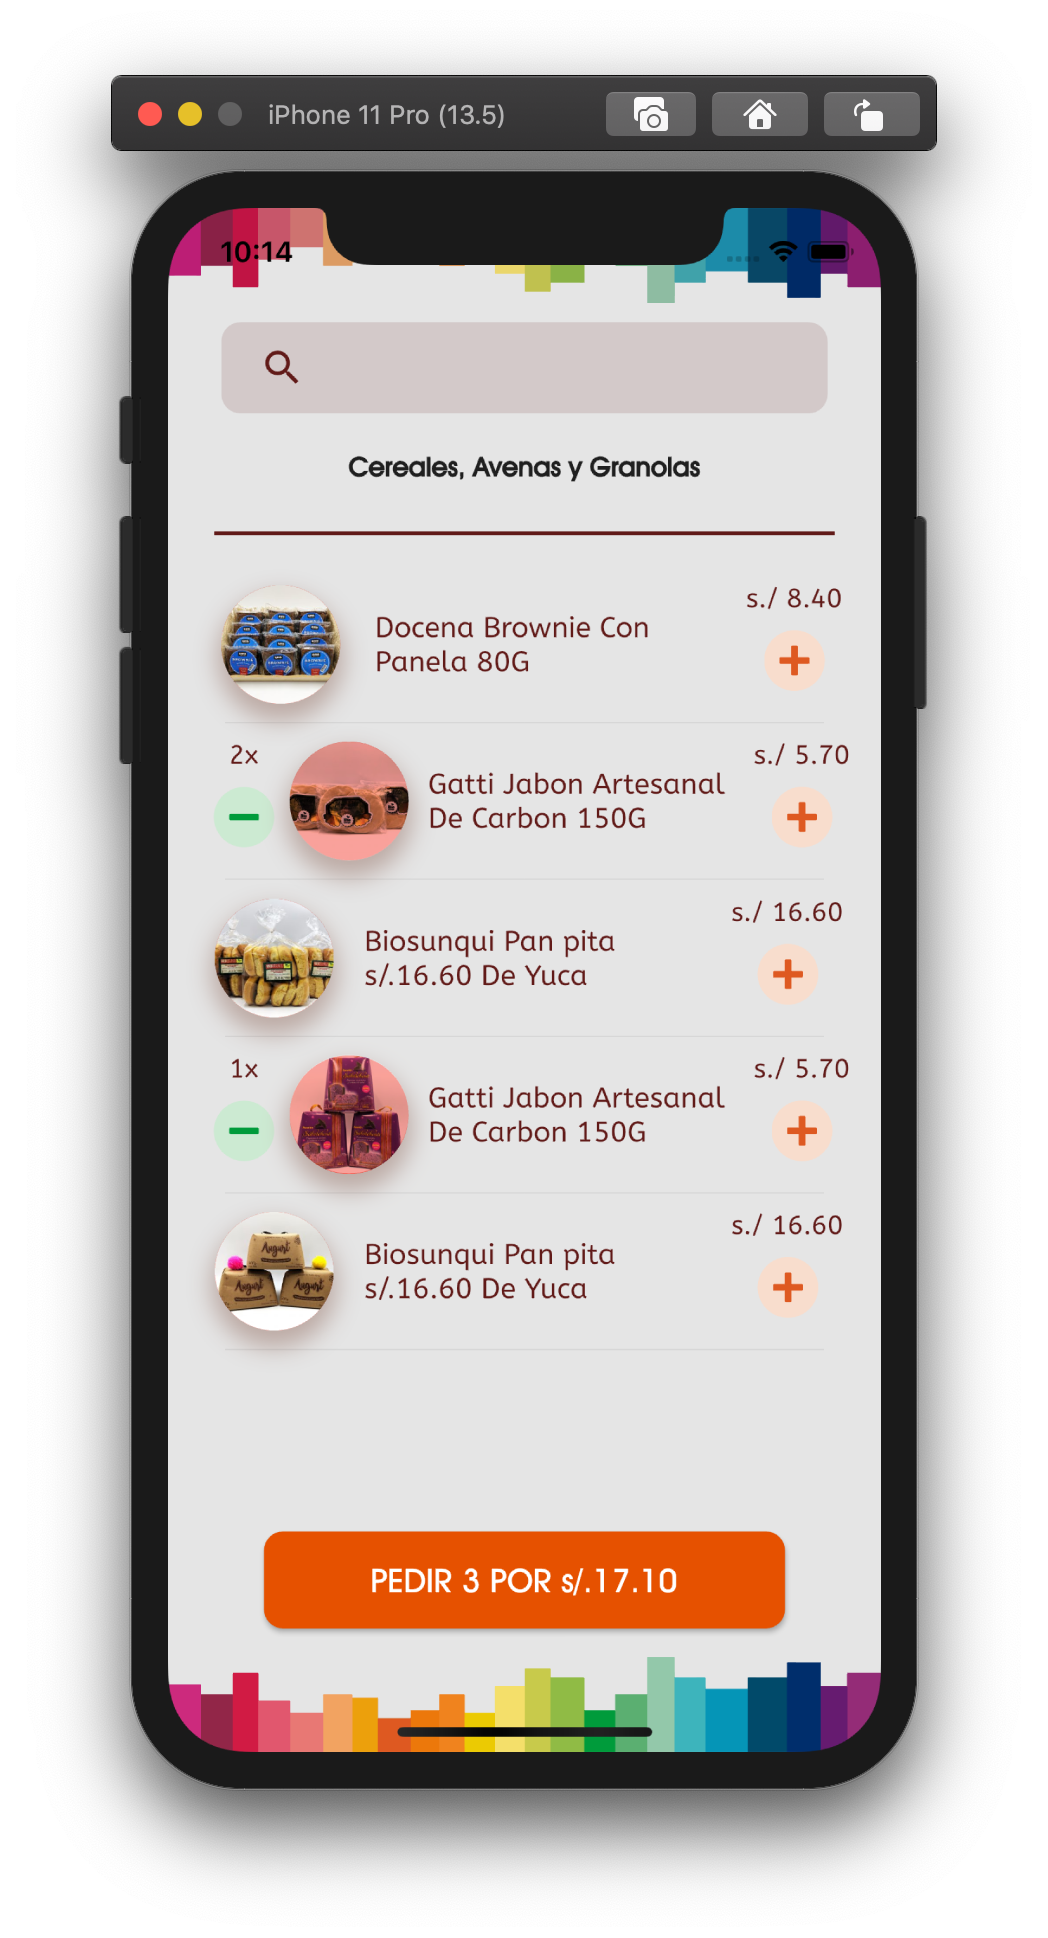 iPhone 11 Pro (13.5)
10:14
Cereales, Avenas y Granolas
s./ 8.40
Docena Brownie Con
Panela 80G
2x
s./ 5.70
Gatti Jabon Artesanal
De Carbon 150G
s./ 16.60
Biosunqui Pan pita
s/.16.60 De Yuca
1x
s./ 5.70
Gatti Jabon Artesanal
De Carbon 150G
s./ 16.60
Biosunqui Pan pita
s/.16.60 De Yuca
August
August
August
PEDIR 3 POR s/.17.10